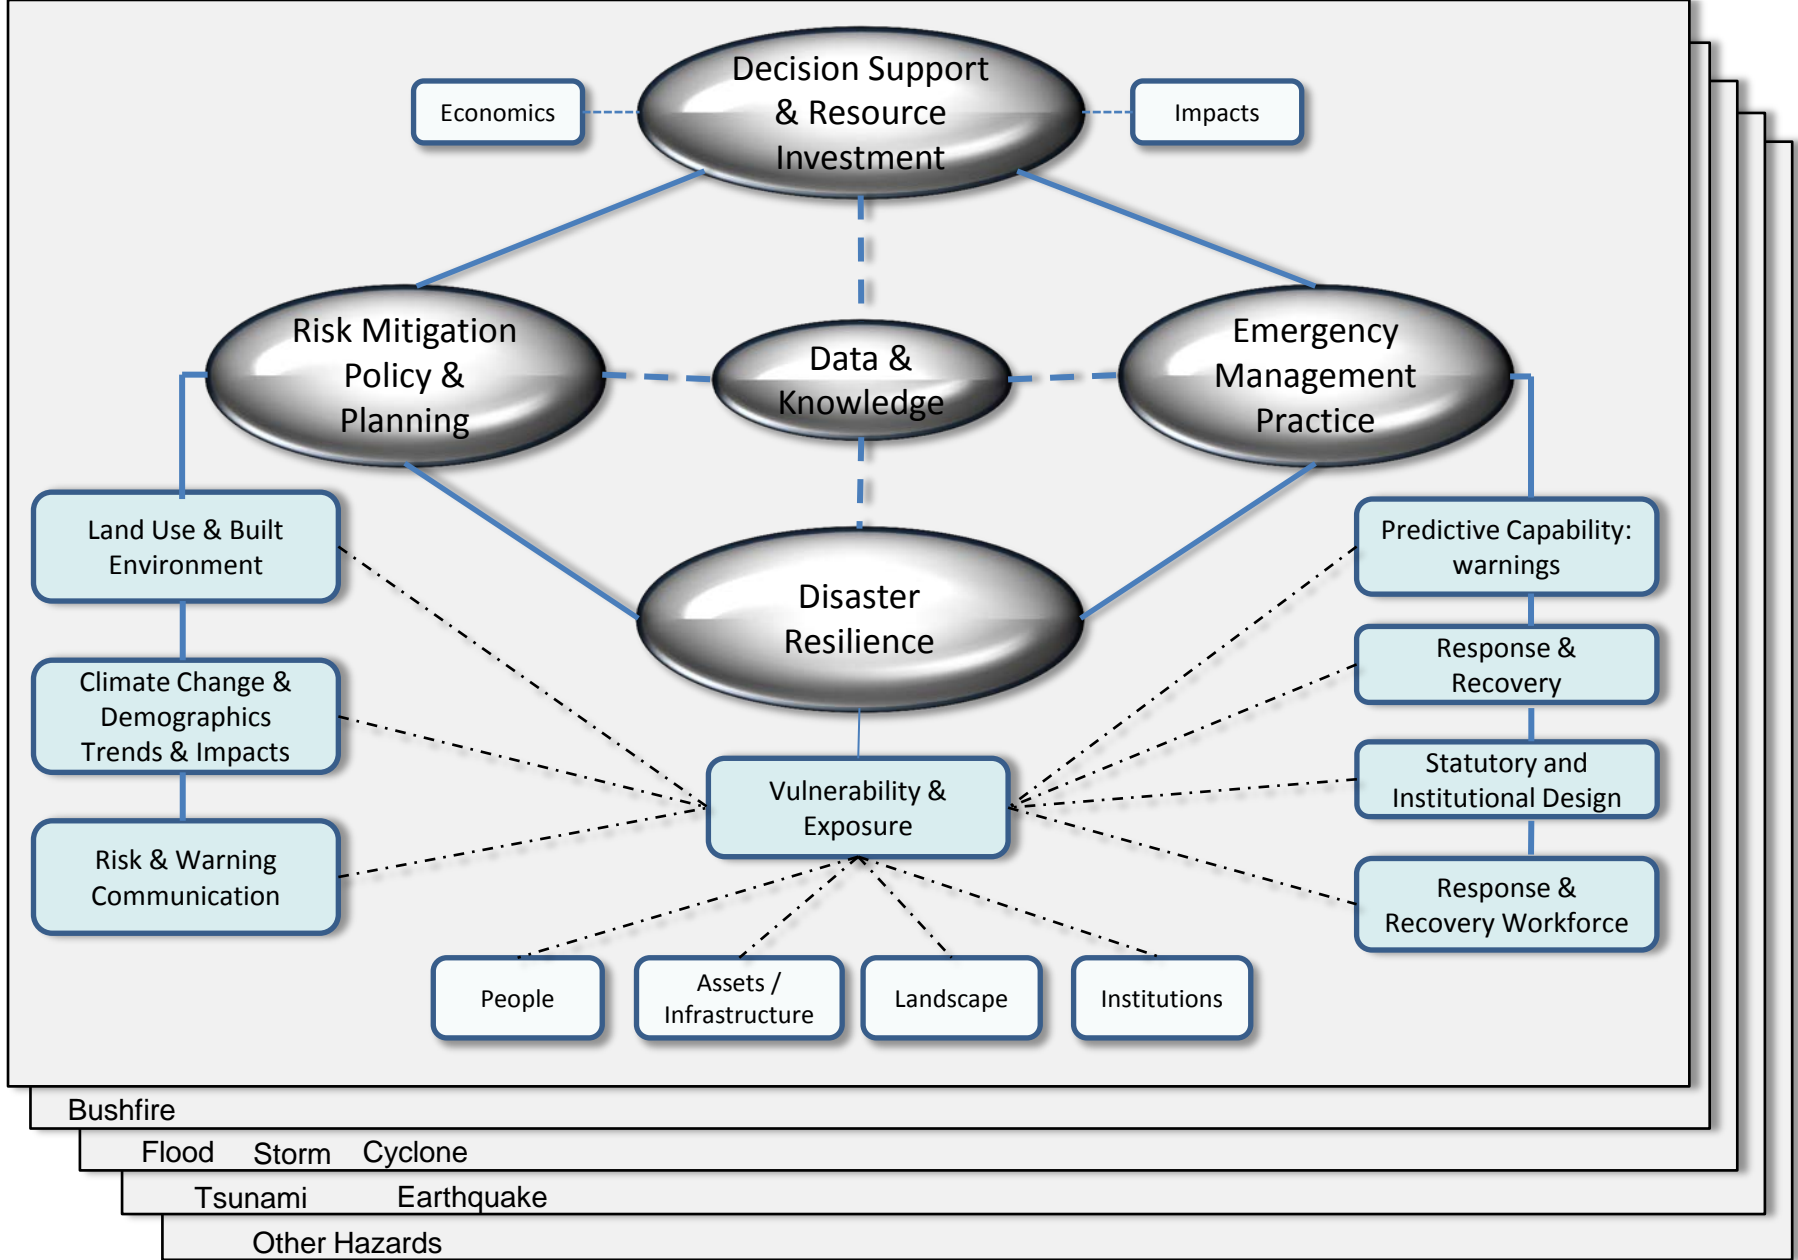 Decision Support
& Resource
Investment
Economics
Impacts
Risk Mitigation
Policy &
Planning
Data &
Knowledge
Emergency
Management
Practice
Land Use & Built
Environment
Climate Change &
Demographics
Trends & Impacts
Risk & Warning
Communication
Disaster
Resilience
Vulnerability &
Exposure
Predictive Capability:
warnings
Response &
Recovery
Statutory and
Institutional Design
Response &
Recovery Workforce
People
Assets /
Infrastructure
Landscape
Institutions
Bushfire
Flood Storm Cyclone
Tsunami Earthquake
Other Hazards